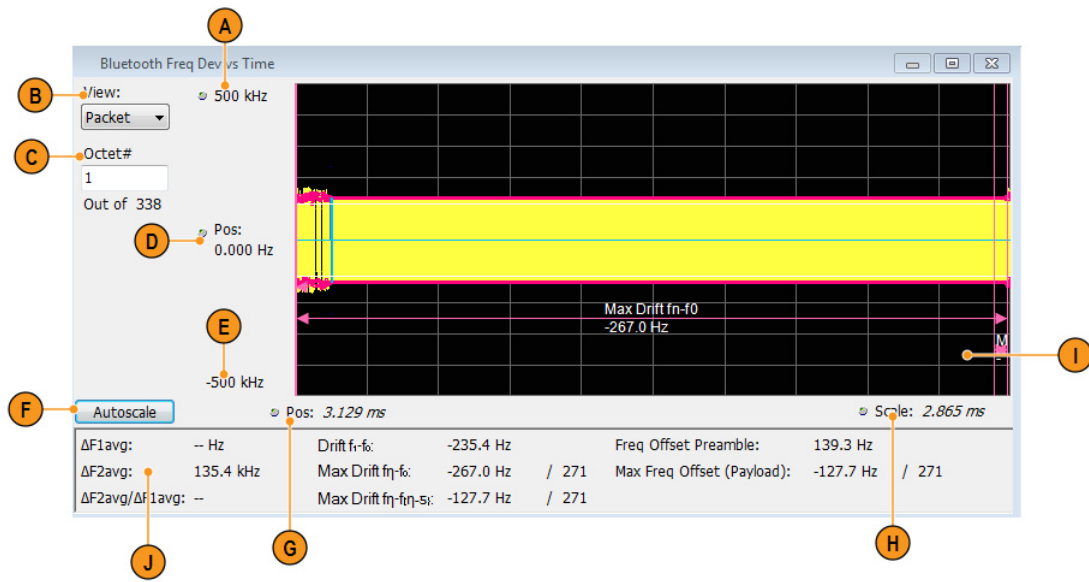 A
Bluetooth Freq Dev vs Time
B
View:
500 kHz
Packet
C
Octet#
1
Out of 338
D
Pos:
0.000 Hz
Max Drift fn-f0
-267.0 Hz
E
M
-
I
-500 kHz
F
Autoscale
Pos: 3.129 ms
Scale: 2.865 ms
ΔF1avg: -- Hz Drift f₁-f₀: -235.4 Hz Freq Offset Preamble: 139.3 Hz
ΔF2avg: 135.4 kHz Max Drift fη-f₀: -267.0 Hz / 271 Max Freq Offset (Payload): -127.7 Hz / 271
ΔF2avg/ΔF1avg: -- Max Drift fη-f(η-5): -127.7 Hz / 271
G
H
J